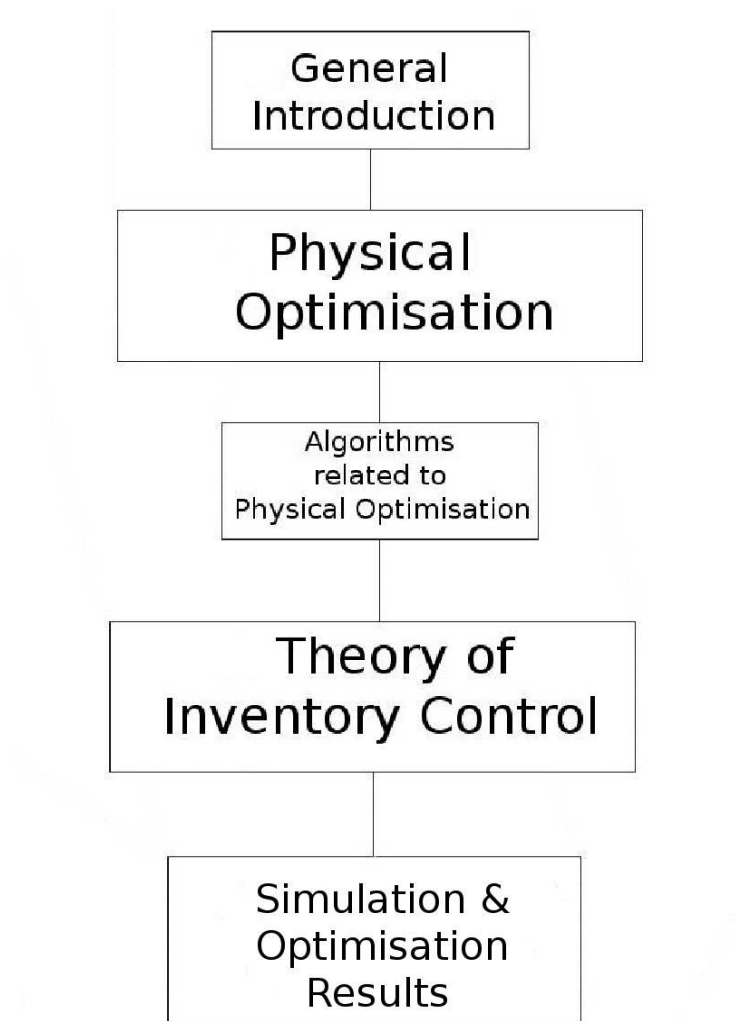 General
Introduction
Physical
Optimisation
Algorithms
related to
Physical Optimisation
Theory of
Inventory Control
Simulation &
Optimisation
Results